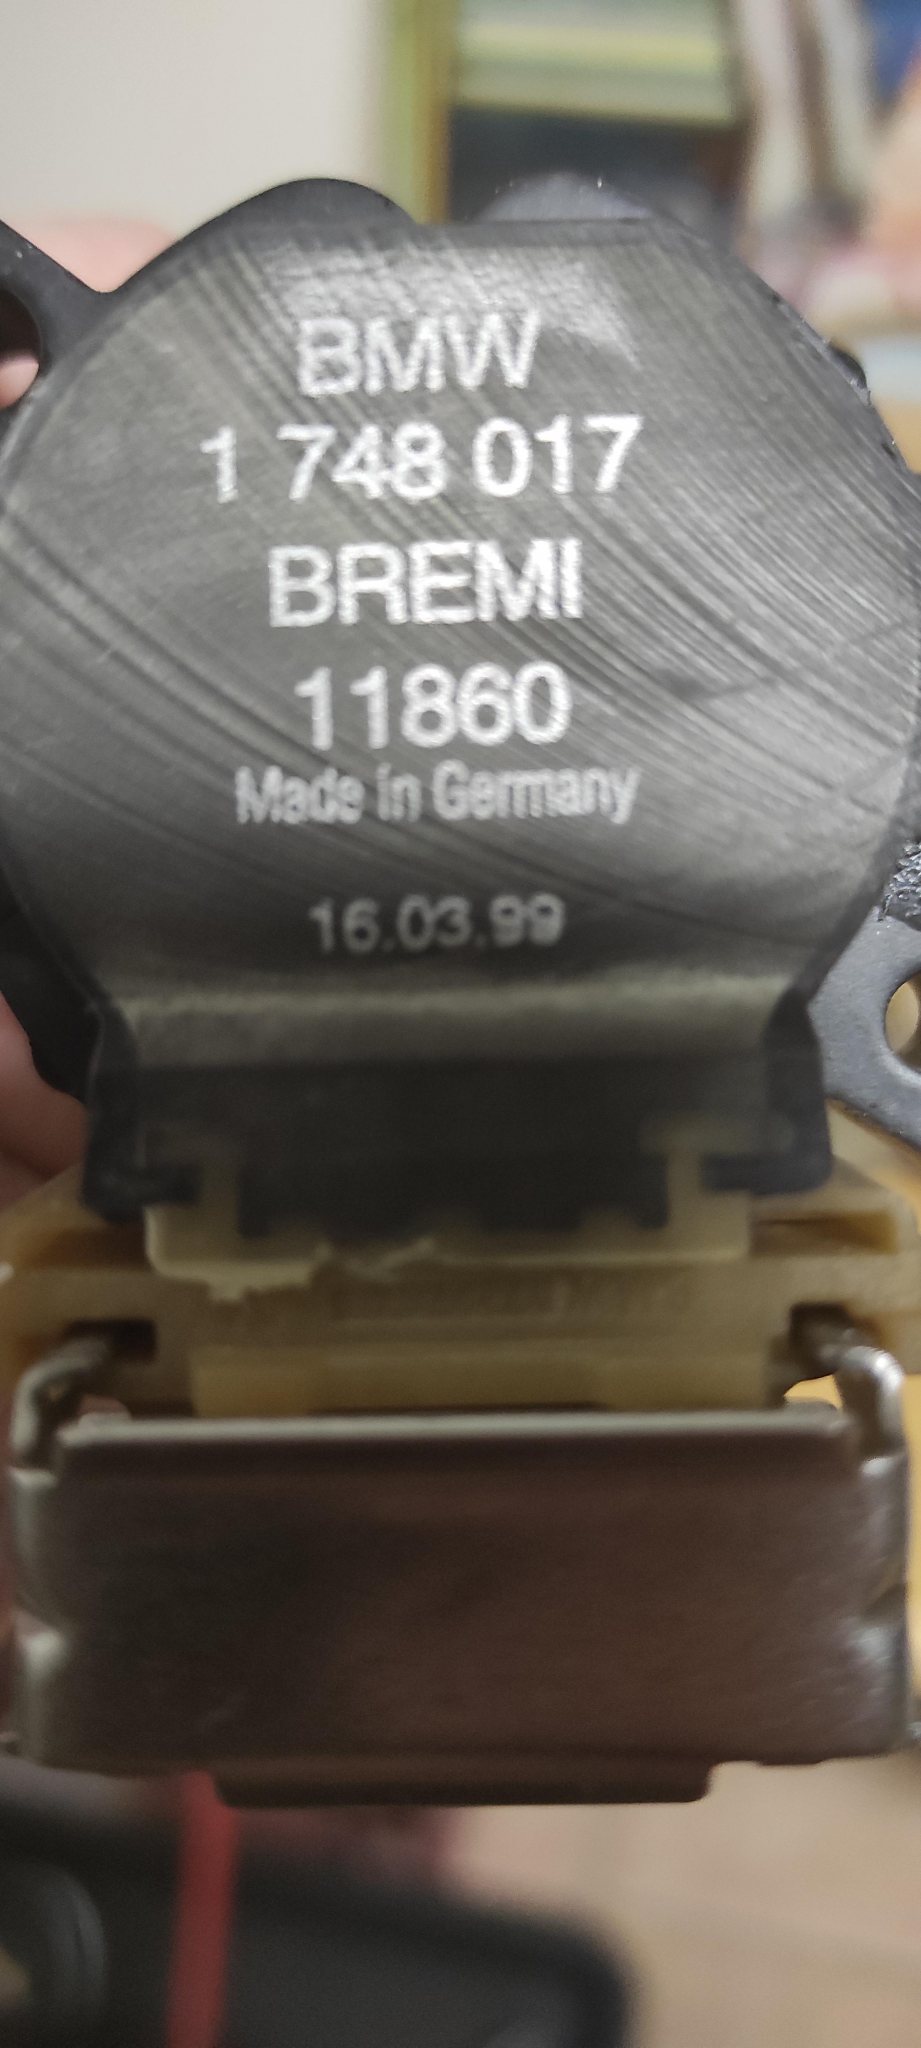 BMW
1 748 017
BREMI
11860
Made in Germany
16.03.99